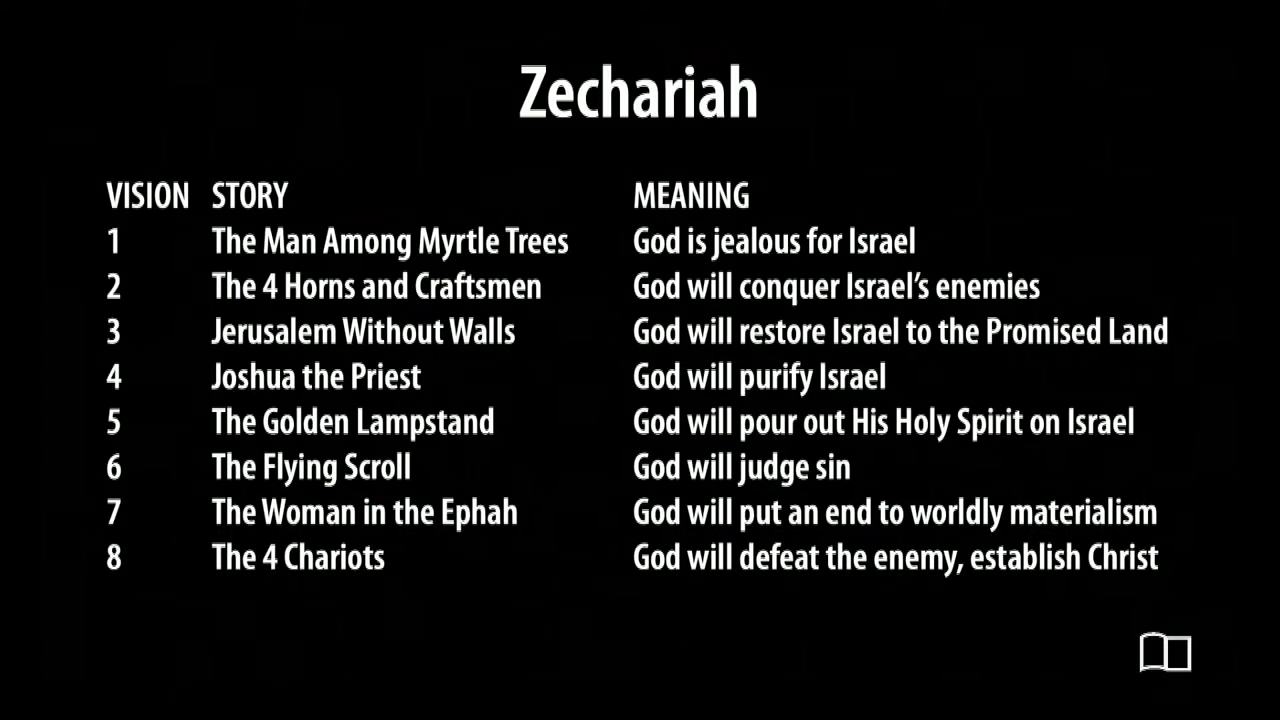 Zechariah
VISION STORY MEANING
1 The Man Among Myrtle Trees God is jealous for Israel
2 The 4 Horns and Craftsmen God will conquer Israel's enemies
3 Jerusalem Without Walls God will restore Israel to the Promised Land
4 Joshua the Priest God will purify Israel
5 The Golden Lampstand God will pour out His Holy Spirit on Israel
6 The Flying Scroll God will judge sin
7 The Woman in the Ephah God will put an end to worldly materialism
8 The 4 Chariots God will defeat the enemy, establish Christ